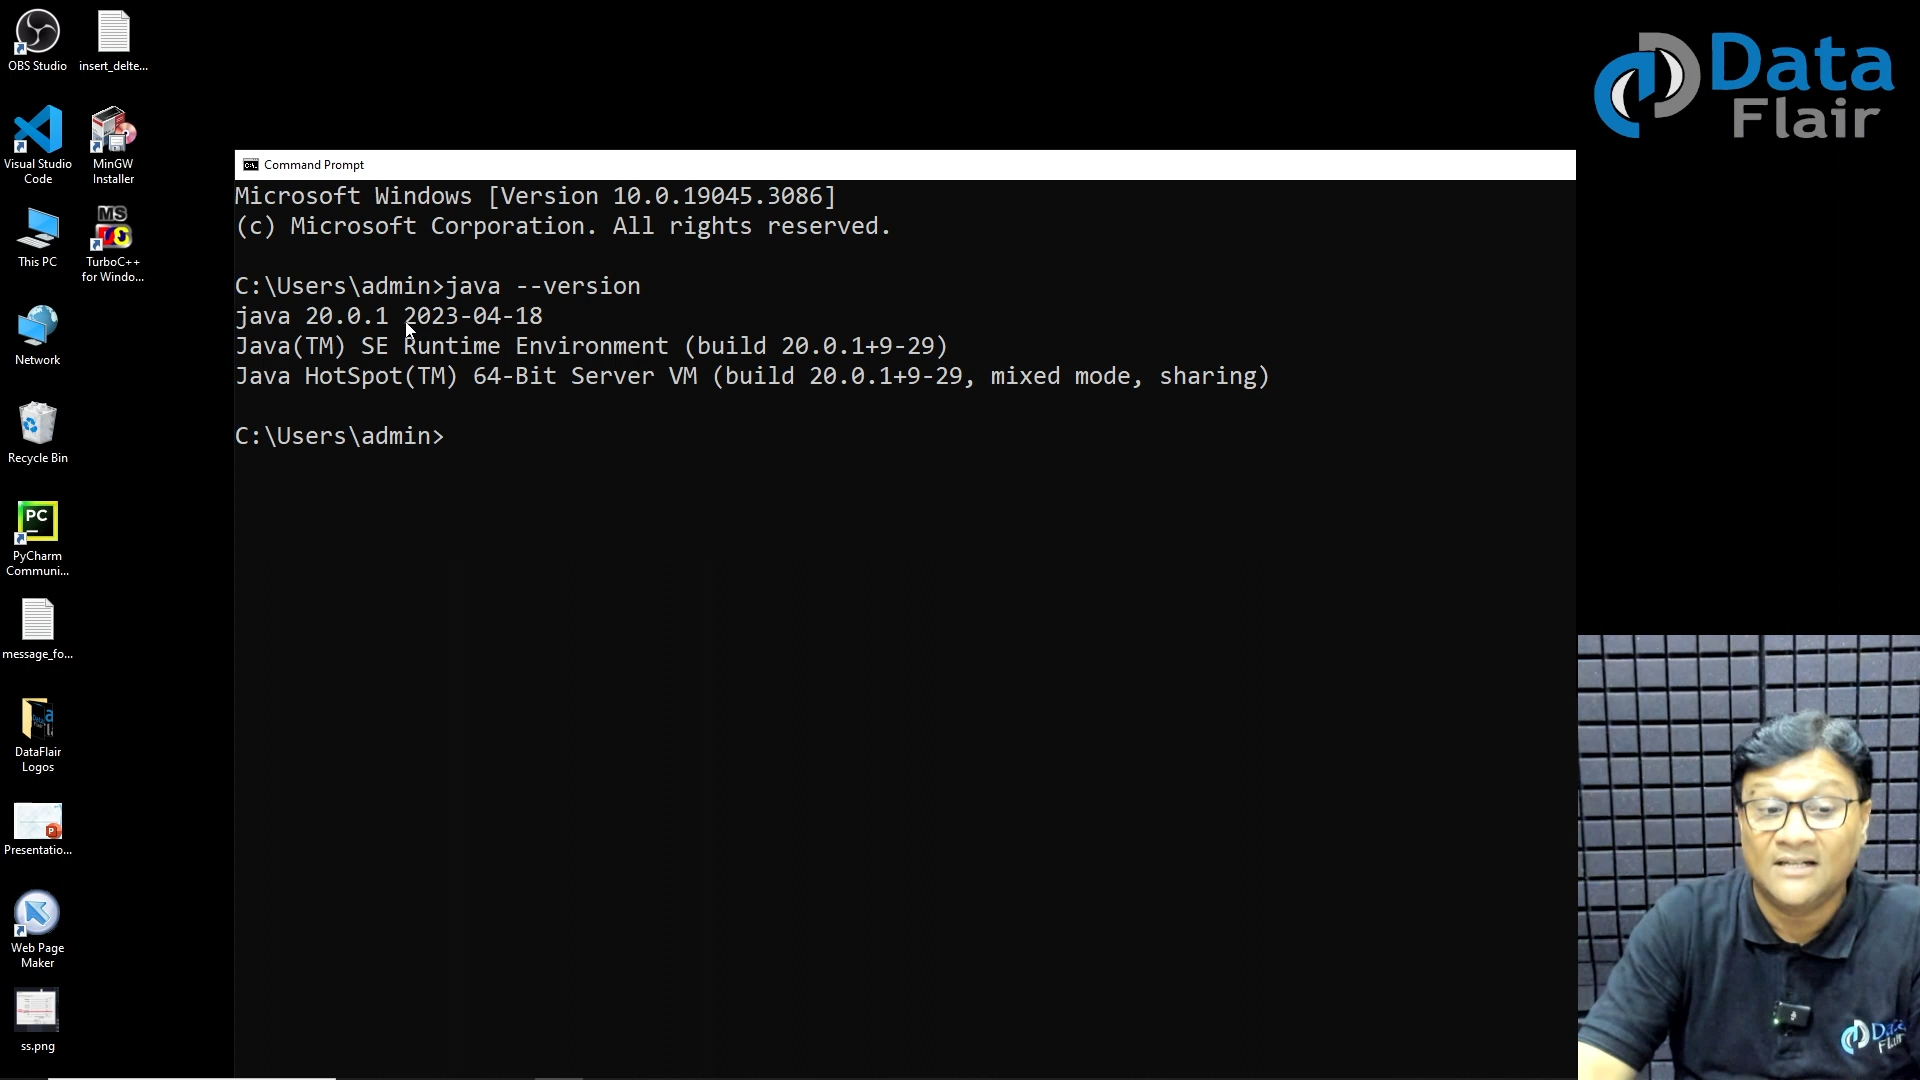 OBS Studio
insert_delte...
Visual Studio
Code
MinGW
Installer
This PC
MS
TurboC++
for Windo...
Network
Recycle Bin
PC
PyCharm
Communi...
message_fo...
DataFlair
Logos
P
Presentatio...
Web Page
Maker
ss.png
Data
Flair
Command Prompt
Microsoft Windows [Version 10.0.19045.3086]
(c) Microsoft Corporation. All rights reserved.
C:\Users\admin>java --version
java 20.0.1 2023-04-18
Java(TM) SE Runtime Environment (build 20.0.1+9-29)
Java HotSpot(TM) 64-Bit Server VM (build 20.0.1+9-29, mixed mode, sharing)
C:\Users\admin>
Data
Flair